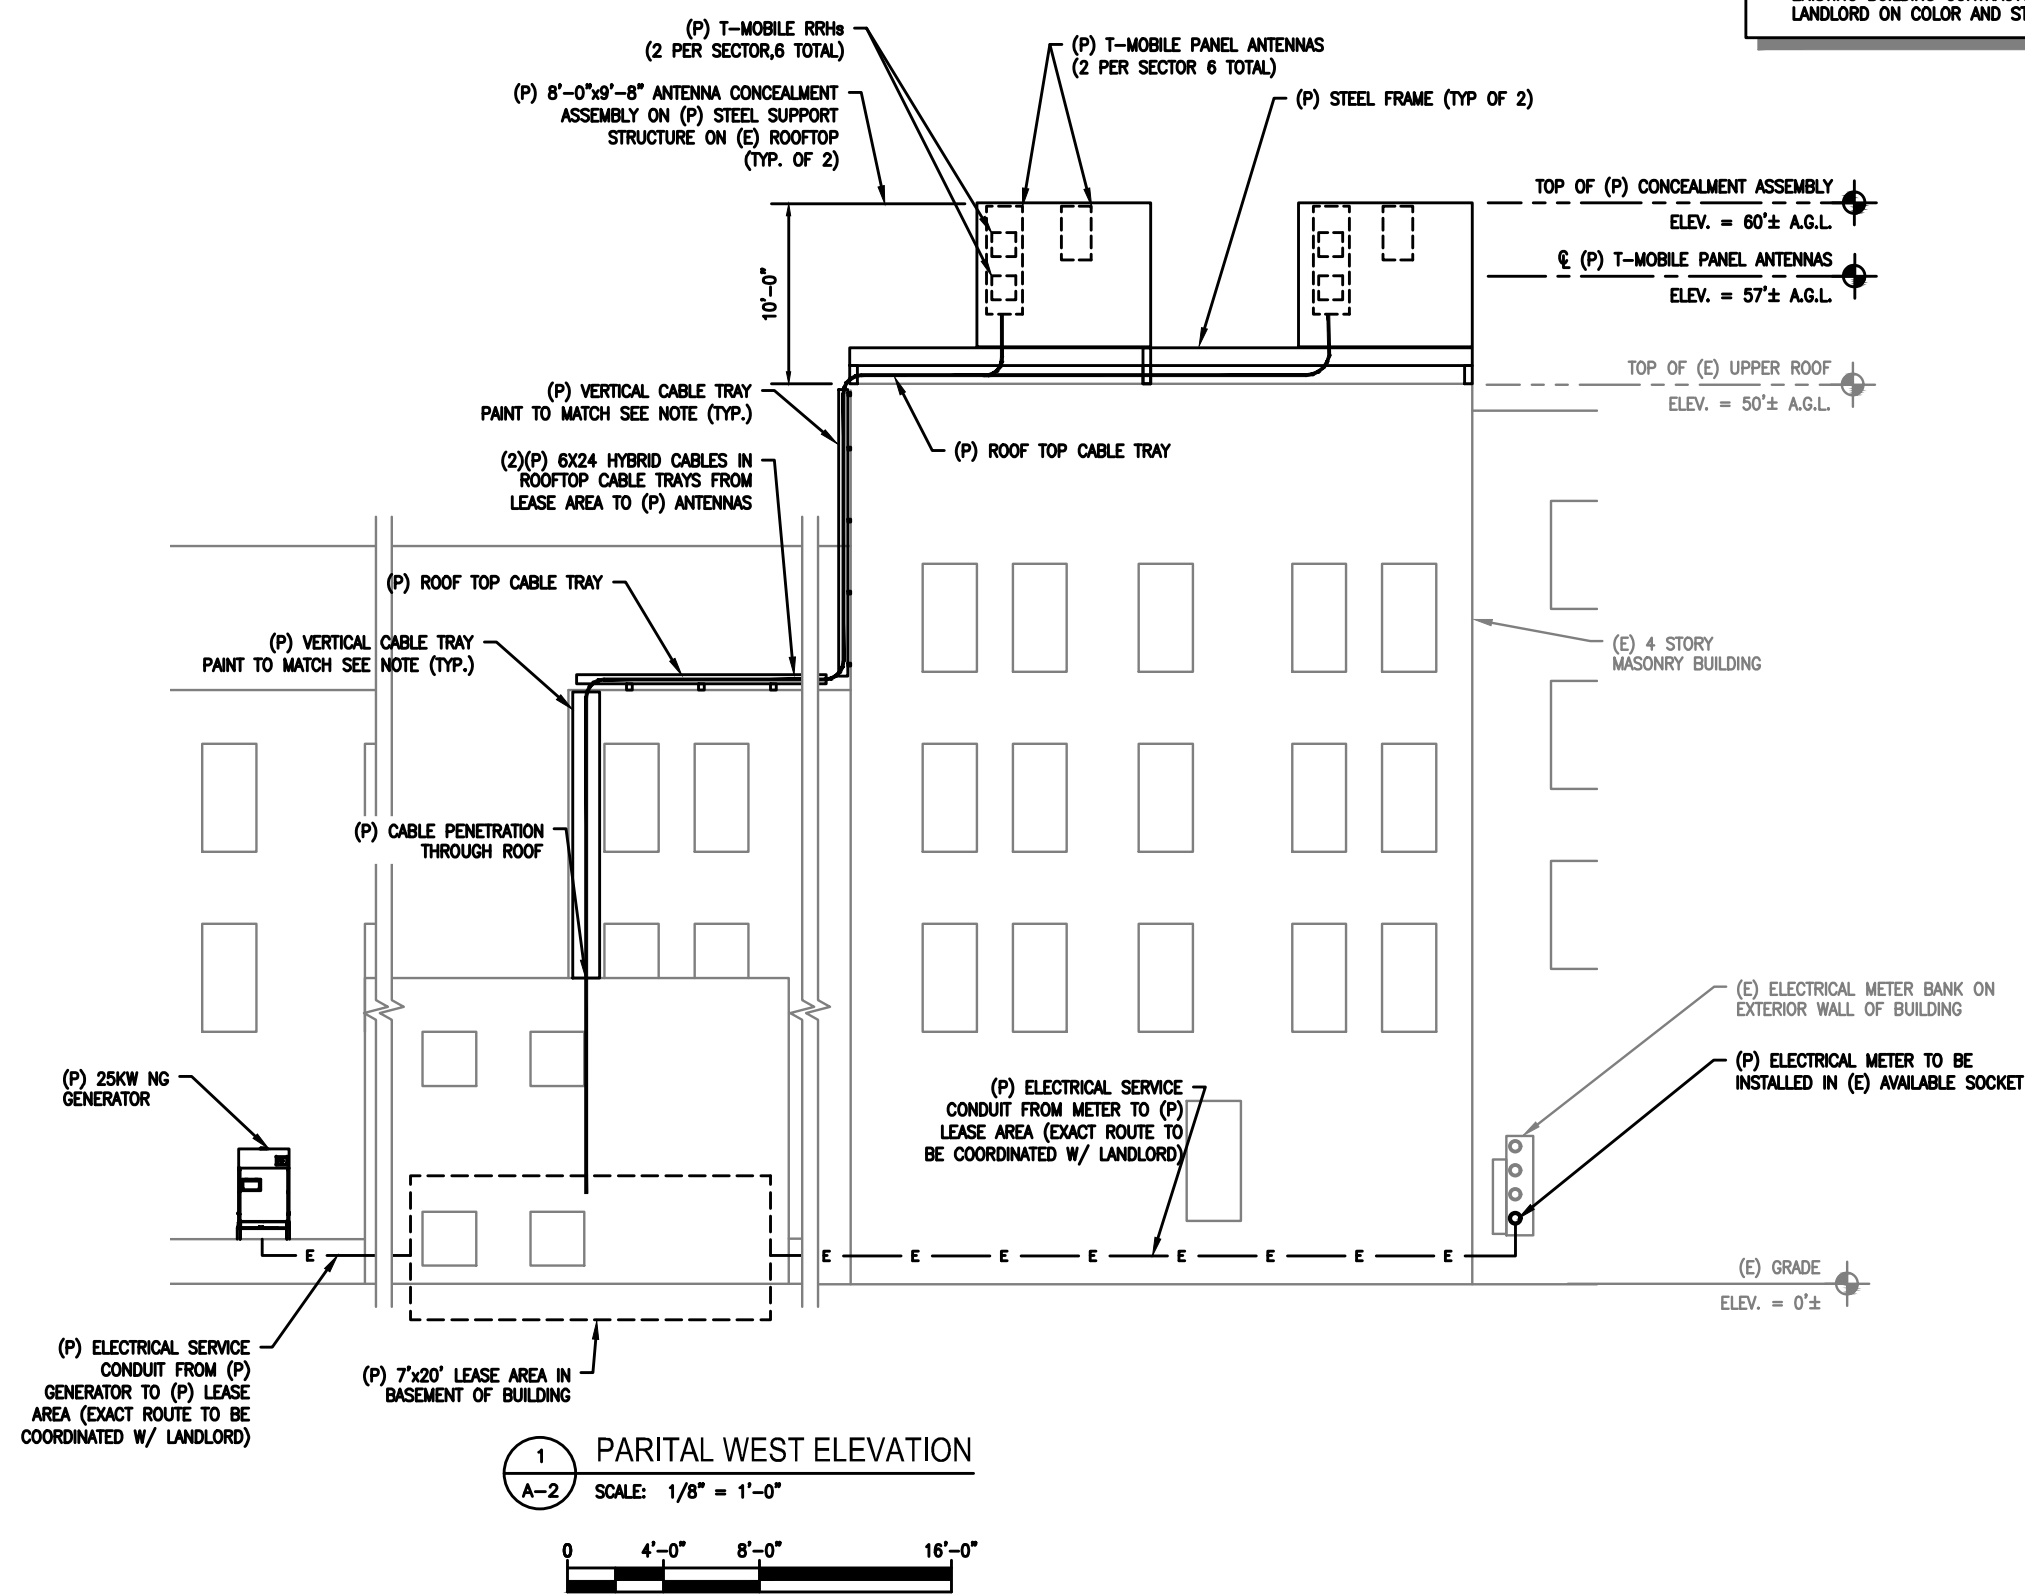 LANDLORD ON COLOR AND ST
(P) T-MOBILE RRHs
(2 PER SECTOR,6 TOTAL)
(P) T-MOBILE PANEL ANTENNAS
(2 PER SECTOR 6 TOTAL)
(P) 8'-0"x9'-8" ANTENNA CONCEALMENT
ASSEMBLY ON (P) STEEL SUPPORT
STRUCTURE ON (E) ROOFTOP
(TYP. OF 2)
(P) STEEL FRAME (TYP OF 2)
TOP OF (P) CONCEALMENT ASSEMBLY
ELEV. = 60'± A.G.L.
℄ (P) T-MOBILE PANEL ANTENNAS
ELEV. = 57'± A.G.L.
10'-0"
TOP OF (E) UPPER ROOF
ELEV. = 50'± A.G.L.
(P) VERTICAL CABLE TRAY
PAINT TO MATCH SEE NOTE (TYP.)
(P) ROOF TOP CABLE TRAY
(2)(P) 6X24 HYBRID CABLES IN
ROOFTOP CABLE TRAYS FROM
LEASE AREA TO (P) ANTENNAS
(P) ROOF TOP CABLE TRAY
(P) VERTICAL CABLE TRAY
PAINT TO MATCH SEE NOTE (TYP.)
(E) 4 STORY
MASONRY BUILDING
(P) CABLE PENETRATION
THROUGH ROOF
(E) ELECTRICAL METER BANK ON
EXTERIOR WALL OF BUILDING
(P) ELECTRICAL METER TO BE
INSTALLED IN (E) AVAILABLE SOCKET
(P) 25KW NG
GENERATOR
(P) ELECTRICAL SERVICE
CONDUIT FROM METER TO (P)
LEASE AREA (EXACT ROUTE TO
BE COORDINATED W/ LANDLORD)
E E E E E E E E E
(E) GRADE
ELEV. = 0'±
(P) ELECTRICAL SERVICE
CONDUIT FROM (P)
GENERATOR TO (P) LEASE
AREA (EXACT ROUTE TO BE
COORDINATED W/ LANDLORD)
(P) 7'x20' LEASE AREA IN
BASEMENT OF BUILDING
1
A-2
PARITAL WEST ELEVATION
SCALE: 1/8" = 1'-0"
0 4'-0" 8'-0" 16'-0"